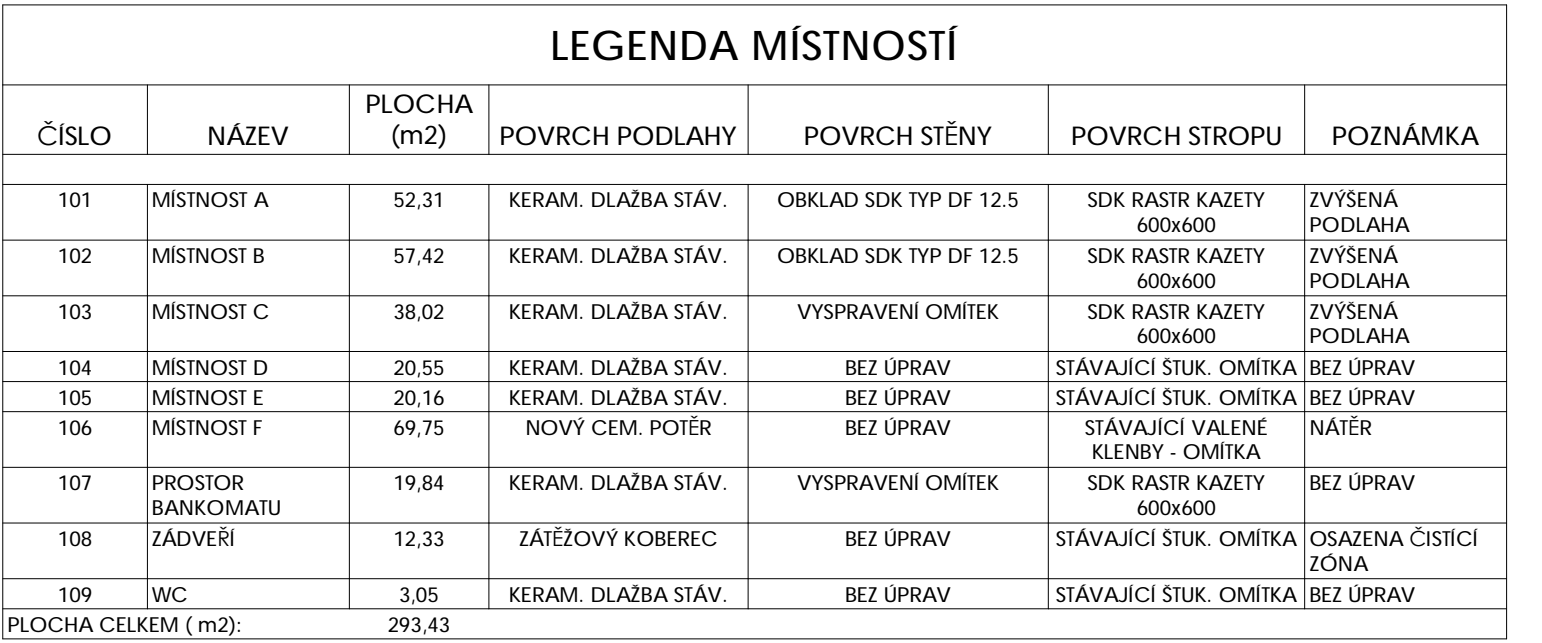 LEGENDA MÍSTNOSTÍ
ČÍSLO NÁZEV PLOCHA (m2) POVRCH PODLAHY POVRCH STĚNY POVRCH STROPU POZNÁMKA
101 MÍSTNOST A 52,31 KERAM. DLAŽBA STÁV. OBKLAD SDK TYP DF 12.5 SDK RASTR KAZETY 600x600 ZVÝŠENÁ PODLAHA
102 MÍSTNOST B 57,42 KERAM. DLAŽBA STÁV. OBKLAD SDK TYP DF 12.5 SDK RASTR KAZETY 600x600 ZVÝŠENÁ PODLAHA
103 MÍSTNOST C 38,02 KERAM. DLAŽBA STÁV. VYSPRAVENÍ OMÍTEK SDK RASTR KAZETY 600x600 ZVÝŠENÁ PODLAHA
104 MÍSTNOST D 20,55 KERAM. DLAŽBA STÁV. BEZ ÚPRAV STÁVAJÍCÍ ŠTUK. OMÍTKA BEZ ÚPRAV
105 MÍSTNOST E 20,16 KERAM. DLAŽBA STÁV. BEZ ÚPRAV STÁVAJÍCÍ ŠTUK. OMÍTKA BEZ ÚPRAV
106 MÍSTNOST F 69,75 NOVÝ CEM. POTĚR BEZ ÚPRAV STÁVAJÍCÍ VALENÉ KLENBY - OMÍTKA NÁTĚR
107 PROSTOR BANKOMATU 19,84 KERAM. DLAŽBA STÁV. VYSPRAVENÍ OMÍTEK SDK RASTR KAZETY 600x600 BEZ ÚPRAV
108 ZÁDVEŘÍ 12,33 ZÁTĚŽOVÝ KOBEREC BEZ ÚPRAV STÁVAJÍCÍ ŠTUK. OMÍTKA OSAZENA ČISTÍCÍ ZÓNA
109 WC 3,05 KERAM. DLAŽBA STÁV. BEZ ÚPRAV STÁVAJÍCÍ ŠTUK. OMÍTKA BEZ ÚPRAV
PLOCHA CELKEM ( m2): 293,43